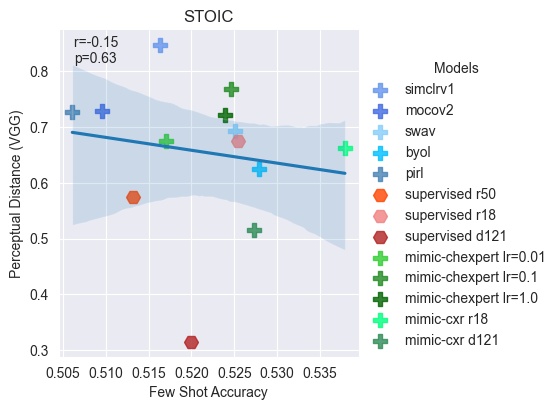 STOIC
r=-0.15
p=0.63
0.8
0.7
0.6
0.5
0.4
0.3
Perceptual Distance (VGG)
0.505 0.510 0.515 0.520 0.525 0.530 0.535
Few Shot Accuracy
Models
simclrv1
mocov2
swav
byol
pirl
supervised r50
supervised r18
supervised d121
mimic-chexpert lr=0.01
mimic-chexpert lr=0.1
mimic-chexpert lr=1.0
mimic-cxr r18
mimic-cxr d121